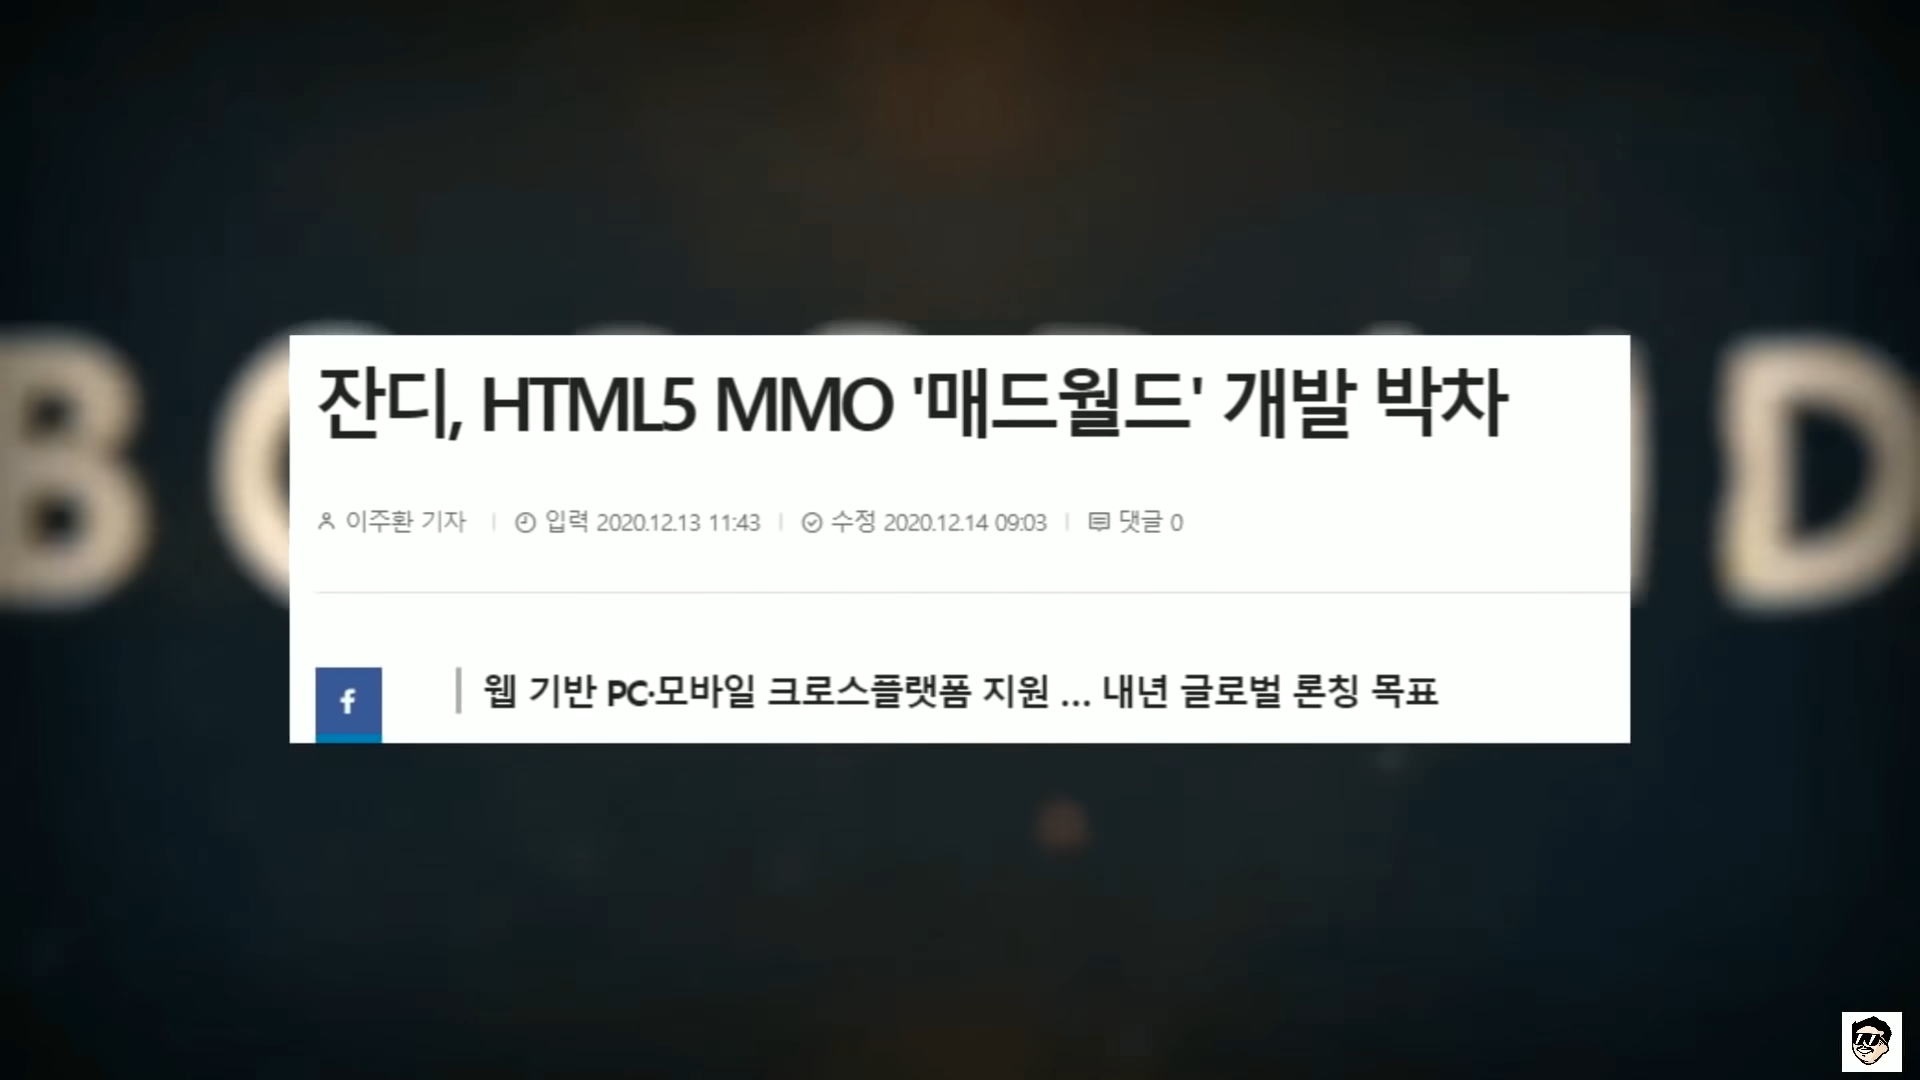 잔디, HTML5 MMO '매드월드' 개발 박차
이주환 기자 | 입력 2020.12.13 11:43 | 수정 2020.12.14 09:03 | 댓글 0
f
웹 기반 PC·모바일 크로스플랫폼 지원 ... 내년 글로벌 론칭 목표